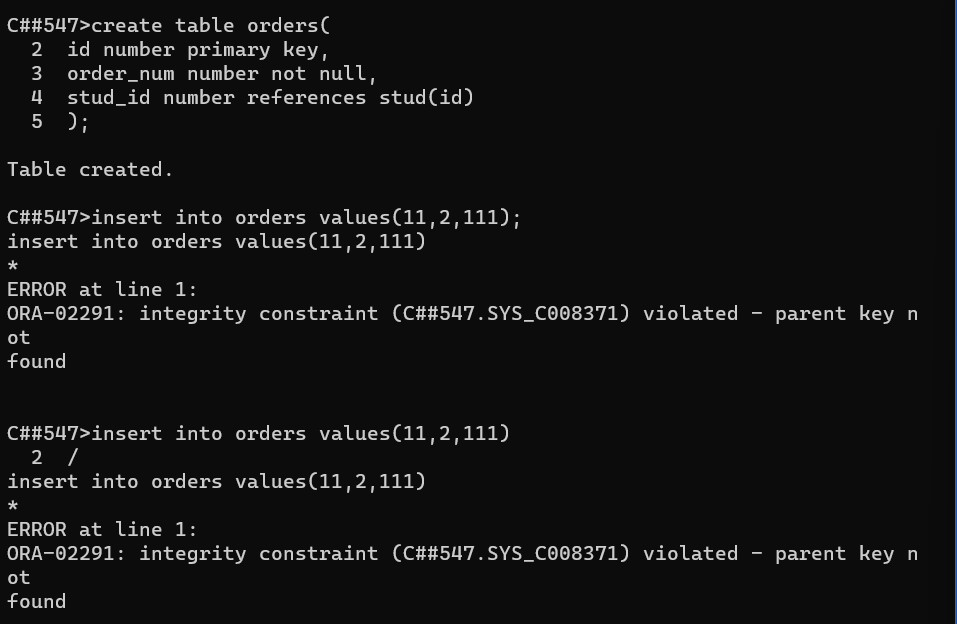 C##547>create table orders(
  2  id number primary key,
  3  order_num number not null,
  4  stud_id number references stud(id)
  5  );
Table created.
C##547>insert into orders values(11,2,111);
insert into orders values(11,2,111)
*
ERROR at line 1:
ORA-02291: integrity constraint (C##547.SYS_C008371) violated - parent key n
ot
found
C##547>insert into orders values(11,2,111)
  2  /
insert into orders values(11,2,111)
*
ERROR at line 1:
ORA-02291: integrity constraint (C##547.SYS_C008371) violated - parent key n
ot
found